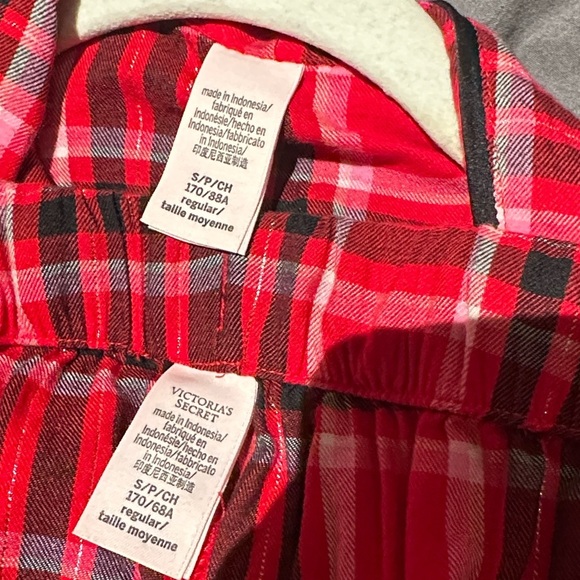 made in Indonesia/
fabriqué en
Indonésie/hecho en
Indonesia/fabbricato
in Indonesia
印度尼西亚制造
S/P/CH
170/88A
regular/
taille moyenne
VICTORIA'S
SECRET
made in Indonesia/
fabriqué en
Indonésie/hecho en
Indonesia/fabbricato
in Indonesia
印度尼西亚制造
S/P/CH
170/68A
regular/
taille moyenne